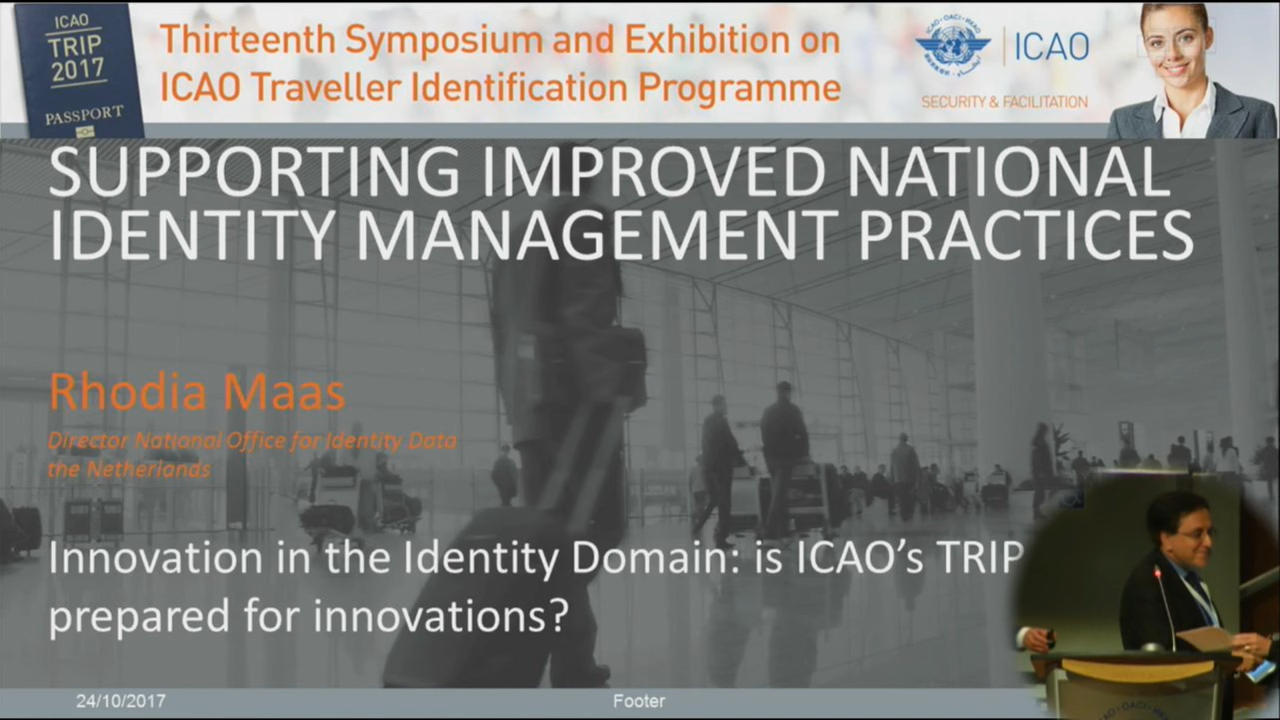 ICAO
TRIP
2017
PASSPORT
Thirteenth Symposium and Exhibition on
ICAO Traveller Identification Programme
ICAO
SECURITY & FACILITATION
SUPPORTING IMPROVED NATIONAL
IDENTITY MANAGEMENT PRACTICES
Rhodia Maas
Director National Office for Identity Data
the Netherlands
Innovation in the Identity Domain: is ICAO's TRIP
prepared for innovations?
24/10/2017
Footer